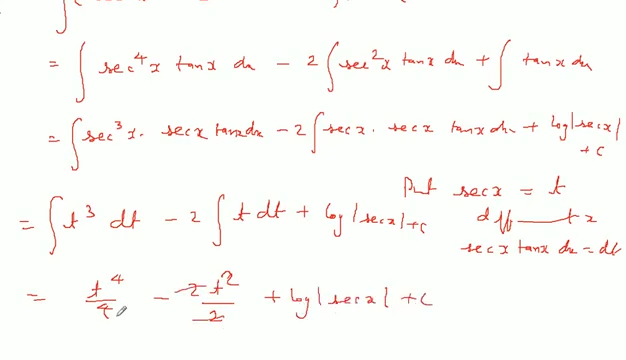 = ∫ sec⁴x tanx dx − 2 ∫ sec²x tanx dx + ∫ tanx dx
= ∫ sec³x · secx tanx dx − 2 ∫ secx · secx tanx dx + log|secx| + c
Put secx = t
= ∫ t³ dt − 2 ∫ t dt + log|secx| + c
diff t x
secx tanx dx = dt
= t⁴/4 − 2t²/2 + log|secx| + c